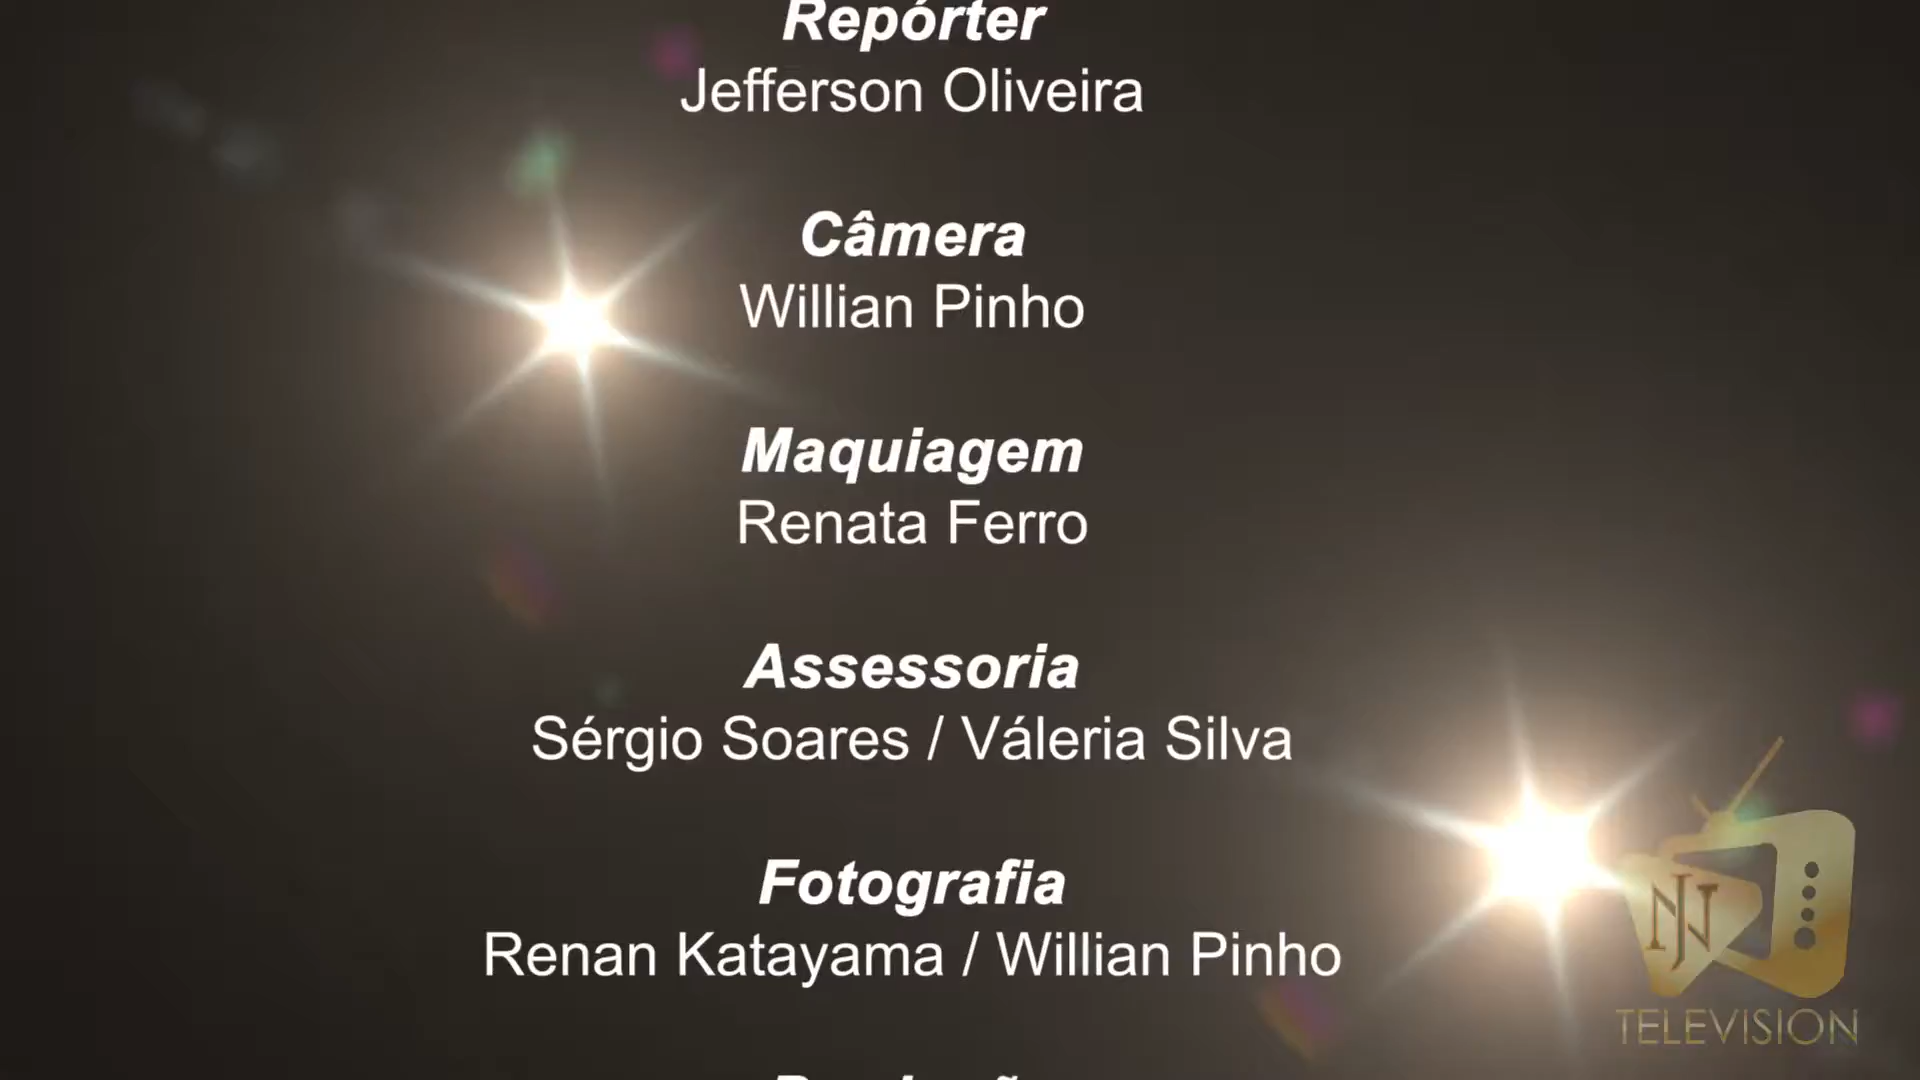 Repórter
Jefferson Oliveira
Câmera
Willian Pinho
Maquiagem
Renata Ferro
Assessoria
Sérgio Soares / Váleria Silva
Fotografia
Renan Katayama / Willian Pinho
TELEVISION